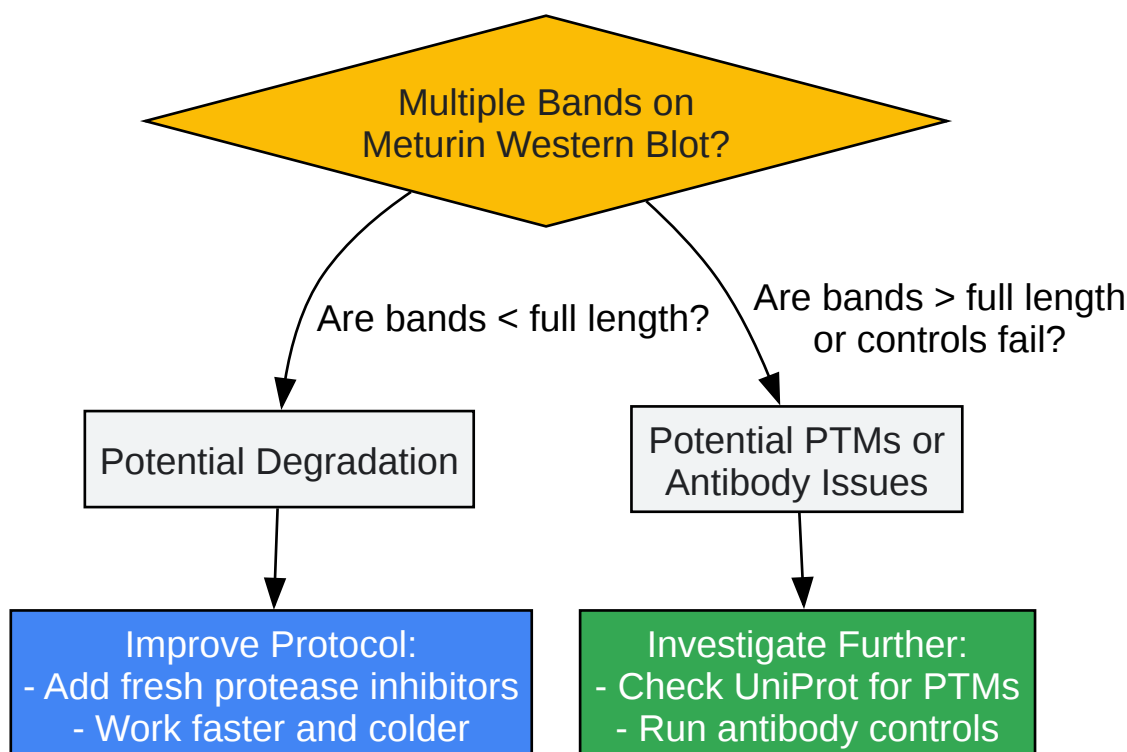 Multiple Bands on
Meturin Western Blot?
Are bands < full length?
Are bands > full length
or controls fail?
Potential Degradation
Potential PTMs or
Antibody Issues
Improve Protocol:
- Add fresh protease inhibitors
- Work faster and colder
Investigate Further:
- Check UniProt for PTMs
- Run antibody controls